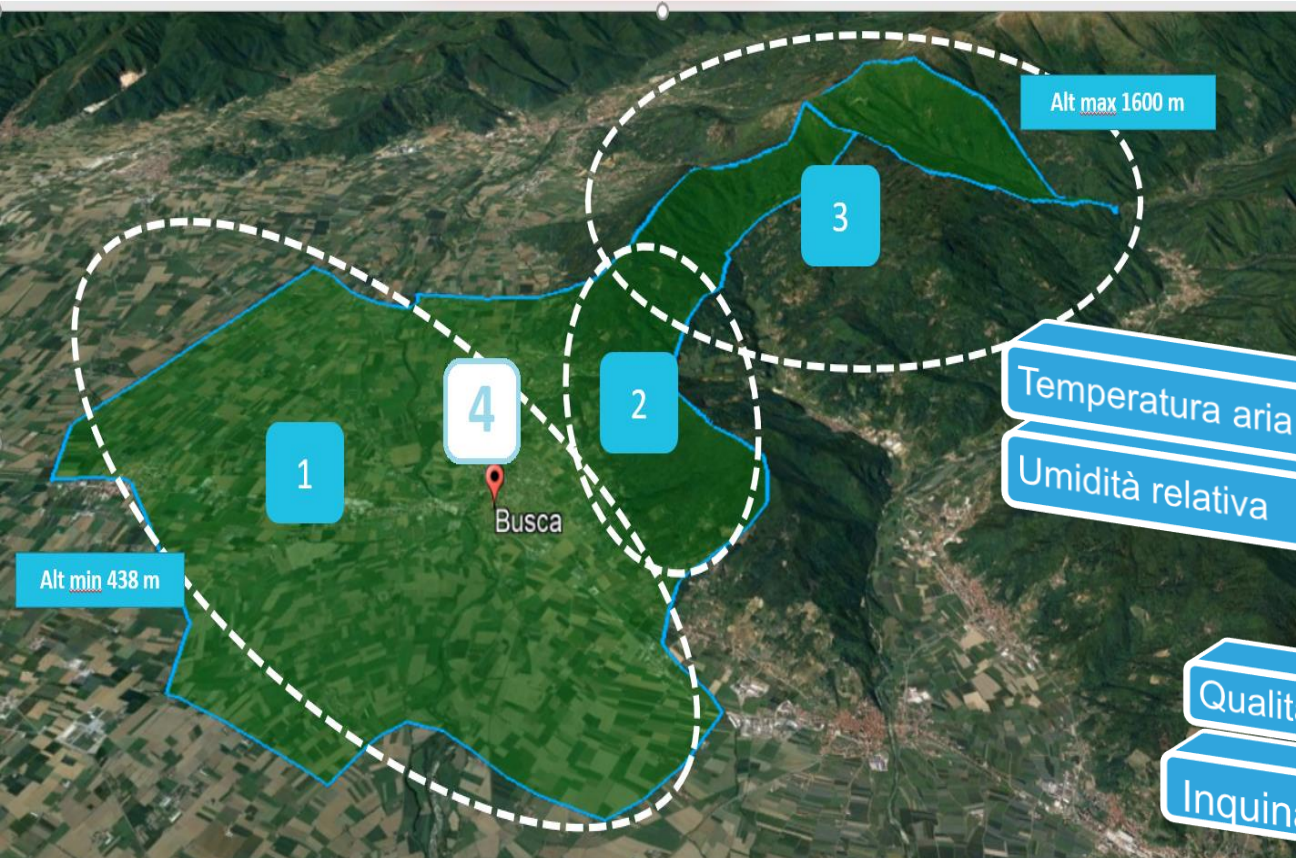 Alt max 1600 m
3
Temperatura aria
4
2
1
Umidità relativa
Busca
Alt min 438 m